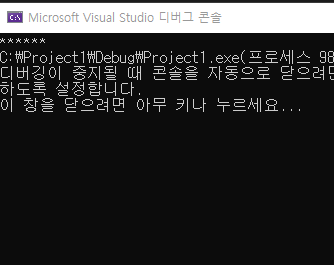 Microsoft Visual Studio 디버그 콘솔
******
C:₩Project1₩Debug₩Project1.exe(프로세스 98
디버깅이 중지될 때 콘솔을 자동으로 닫으려면
하도록 설정합니다.
이 창을 닫으려면 아무 키나 누르세요...